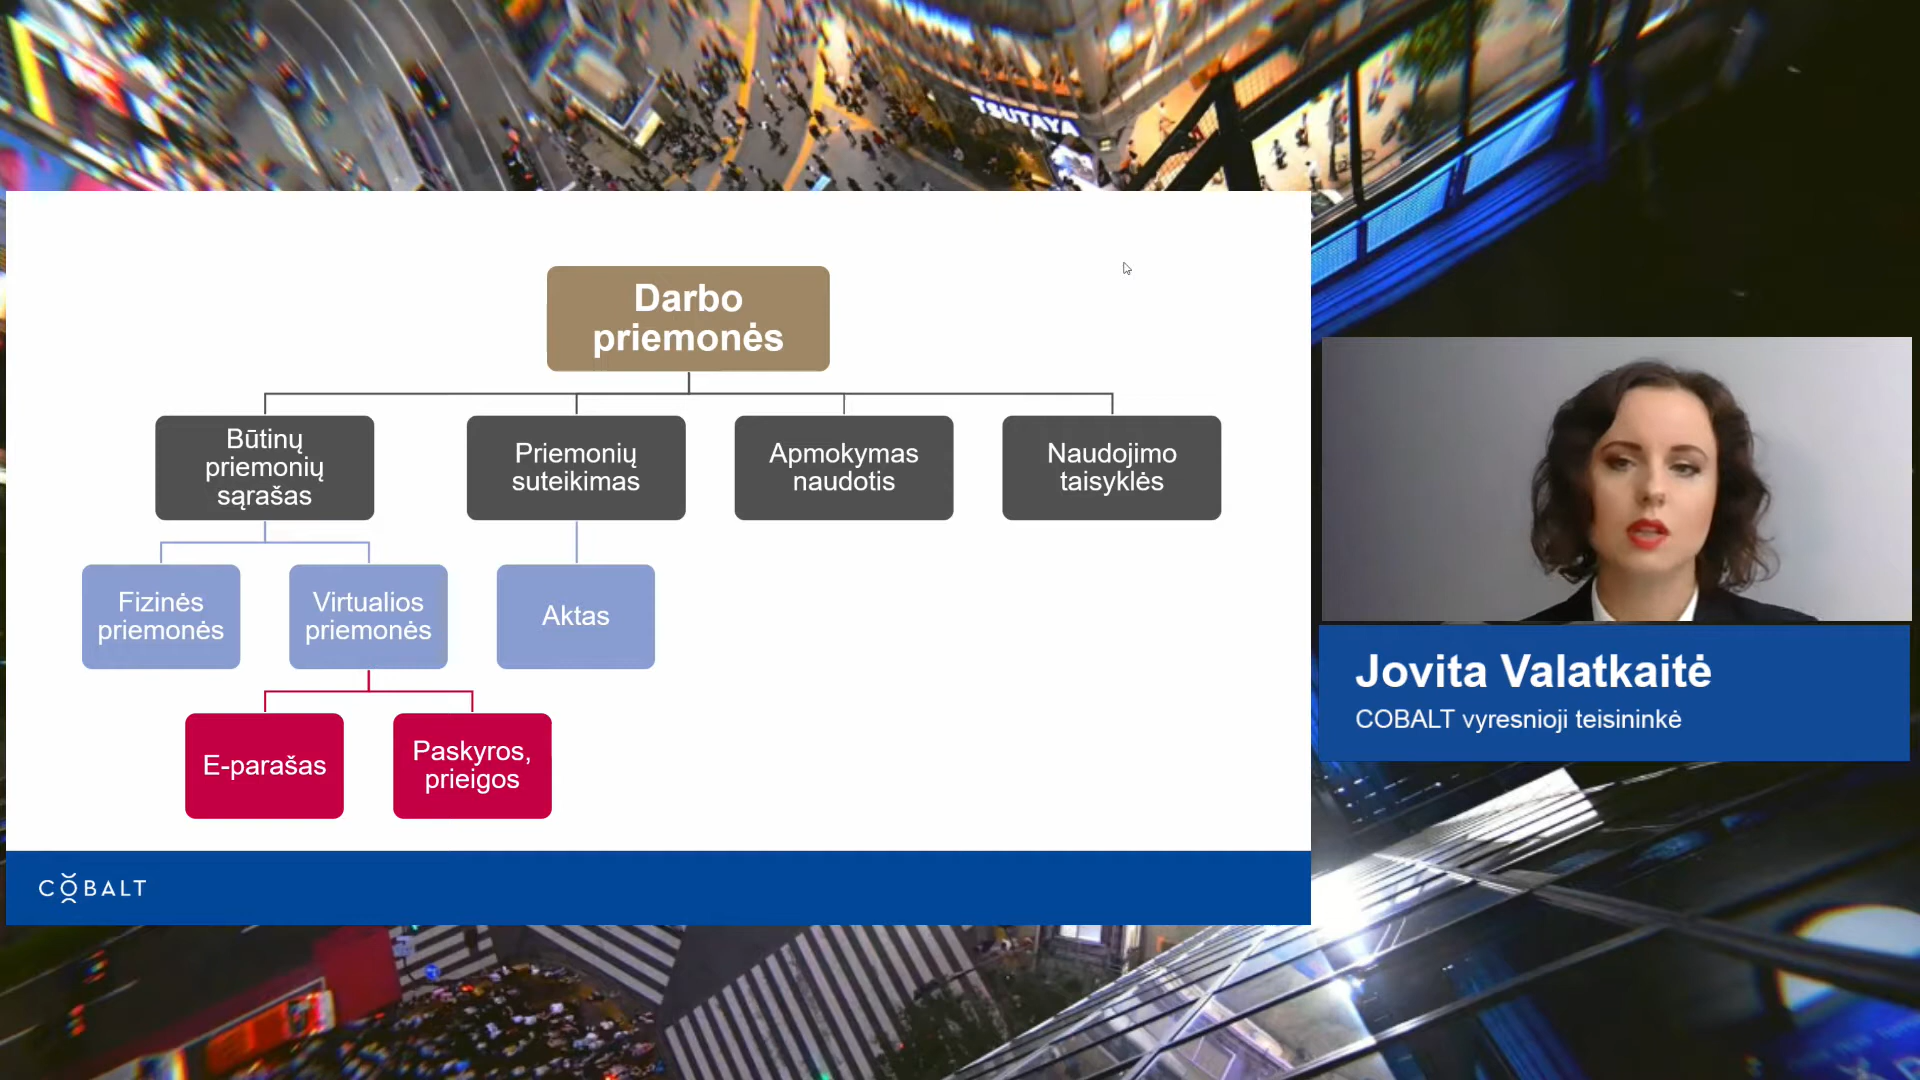 TSUTAYA
Darbo
priemonės
Būtinų
priemonių
sąrašas
Priemonių
suteikimas
Apmokymas
naudotis
Naudojimo
taisyklės
Fizinės
priemonės
Virtualios
priemonės
Aktas
E-parašas
Paskyros,
prieigos
COBALT
Jovita Valatkaitė
COBALT vyresnioji teisininkė